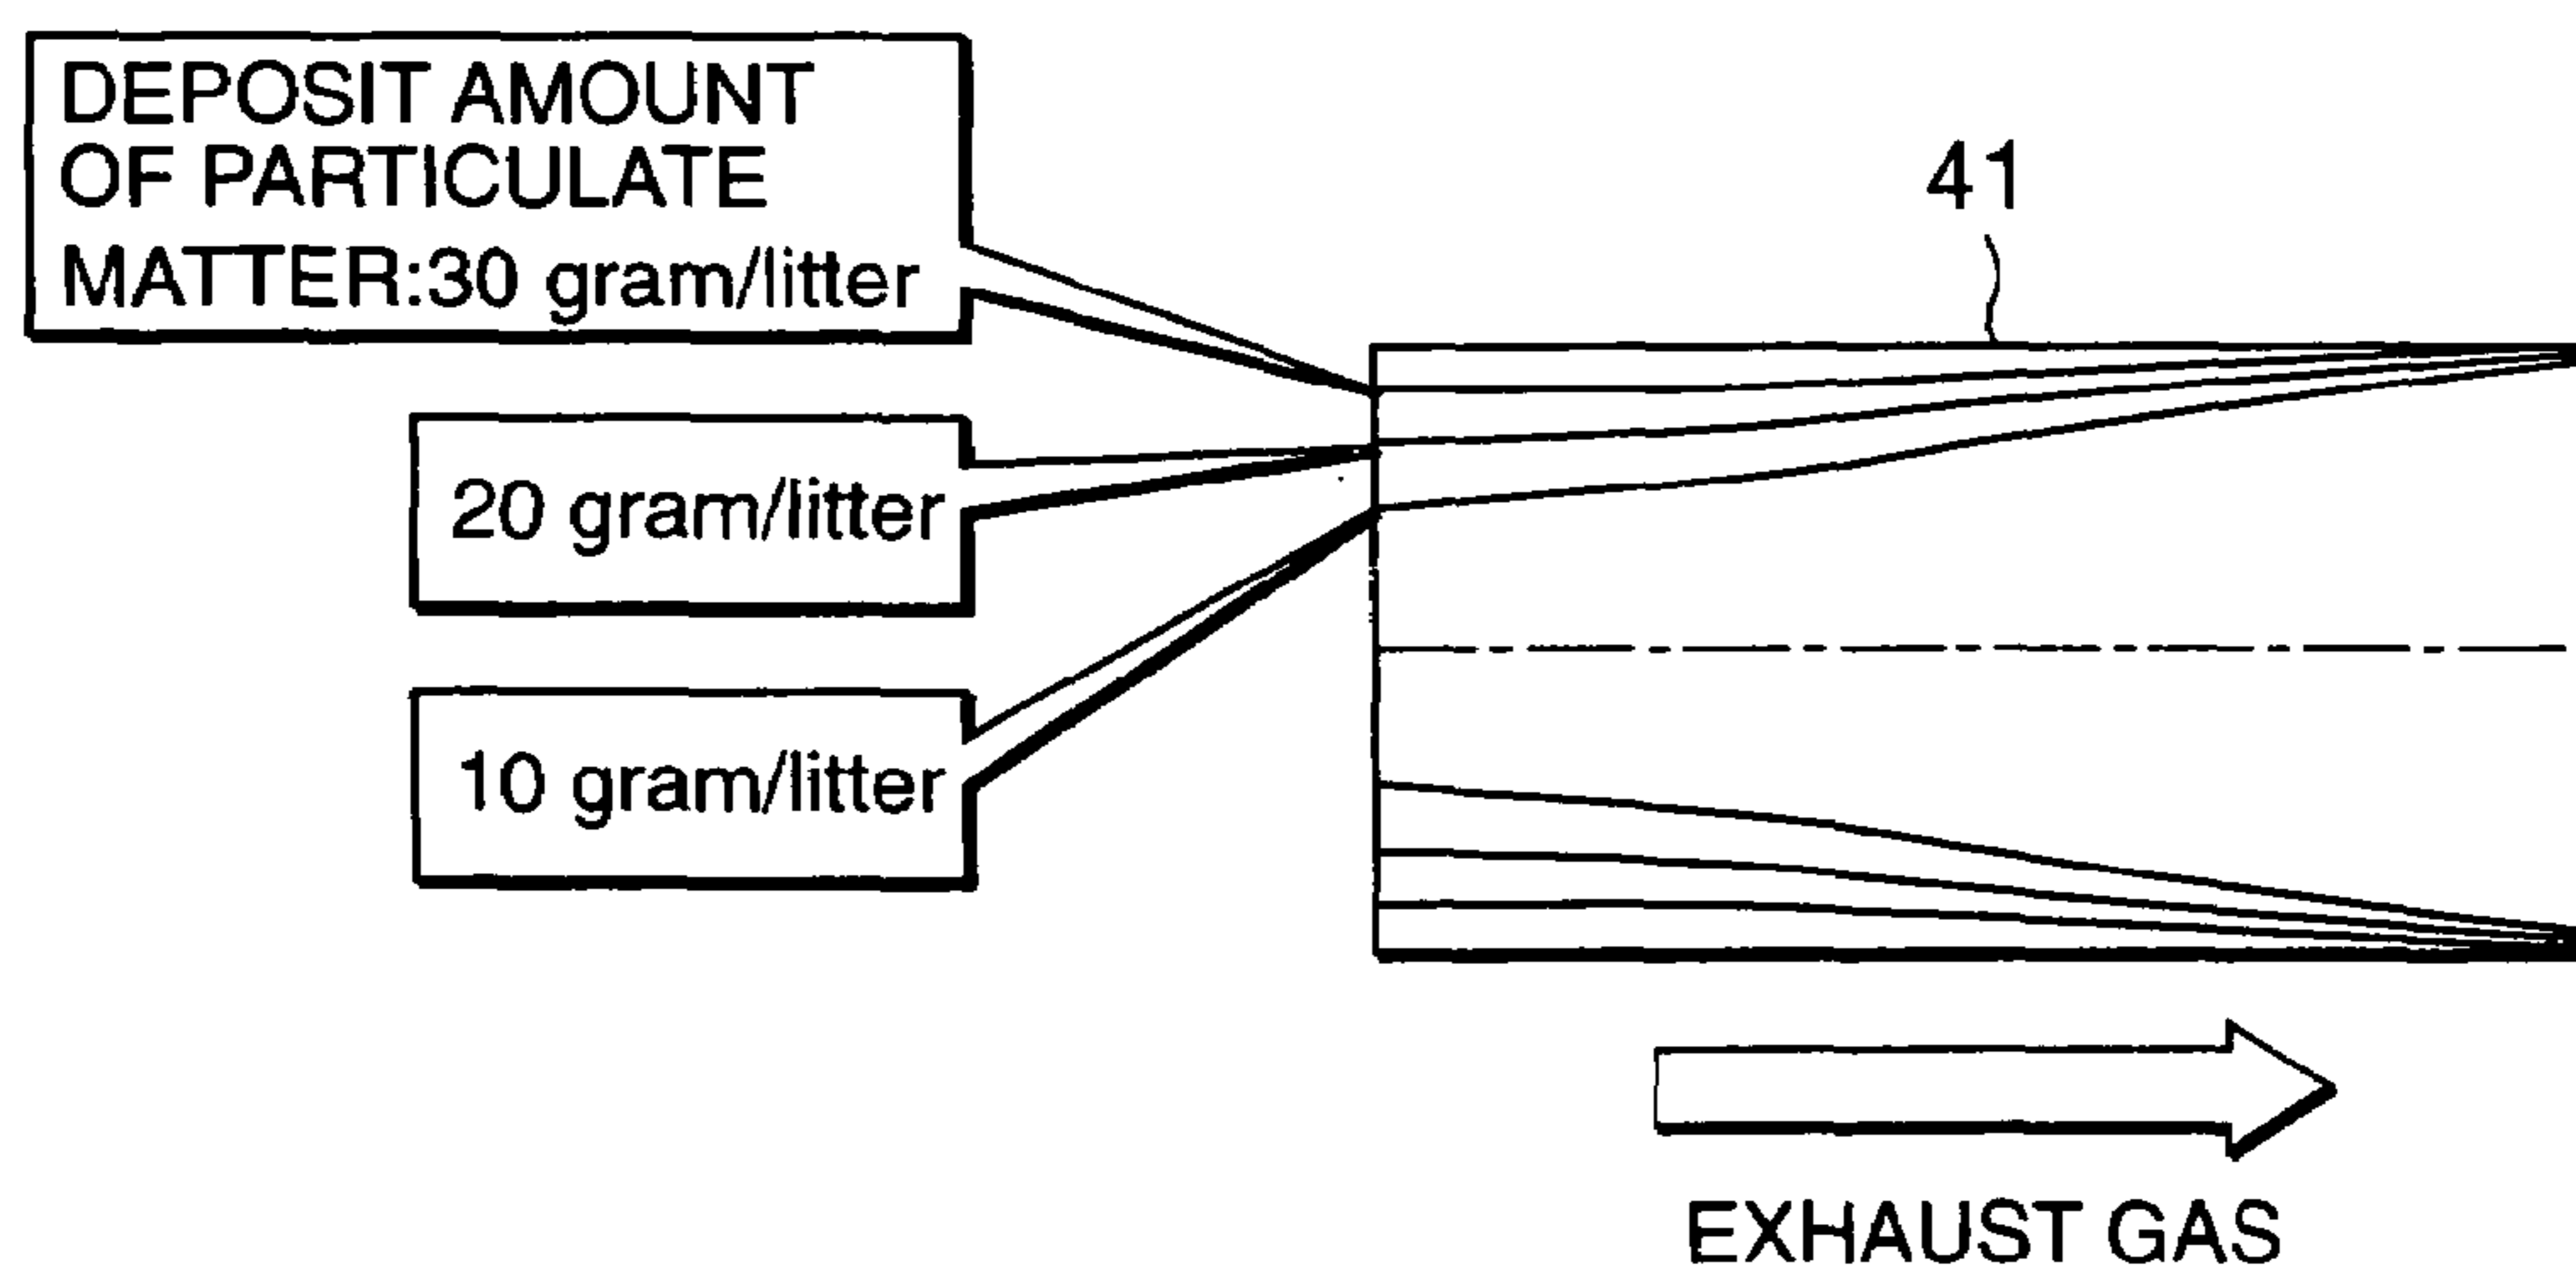 DEPOSIT AMOUNT
OF PARTICULATE
MATTER:30 gram/litter
41
20 gram/litter
10 gram/litter
EXHAUST GAS